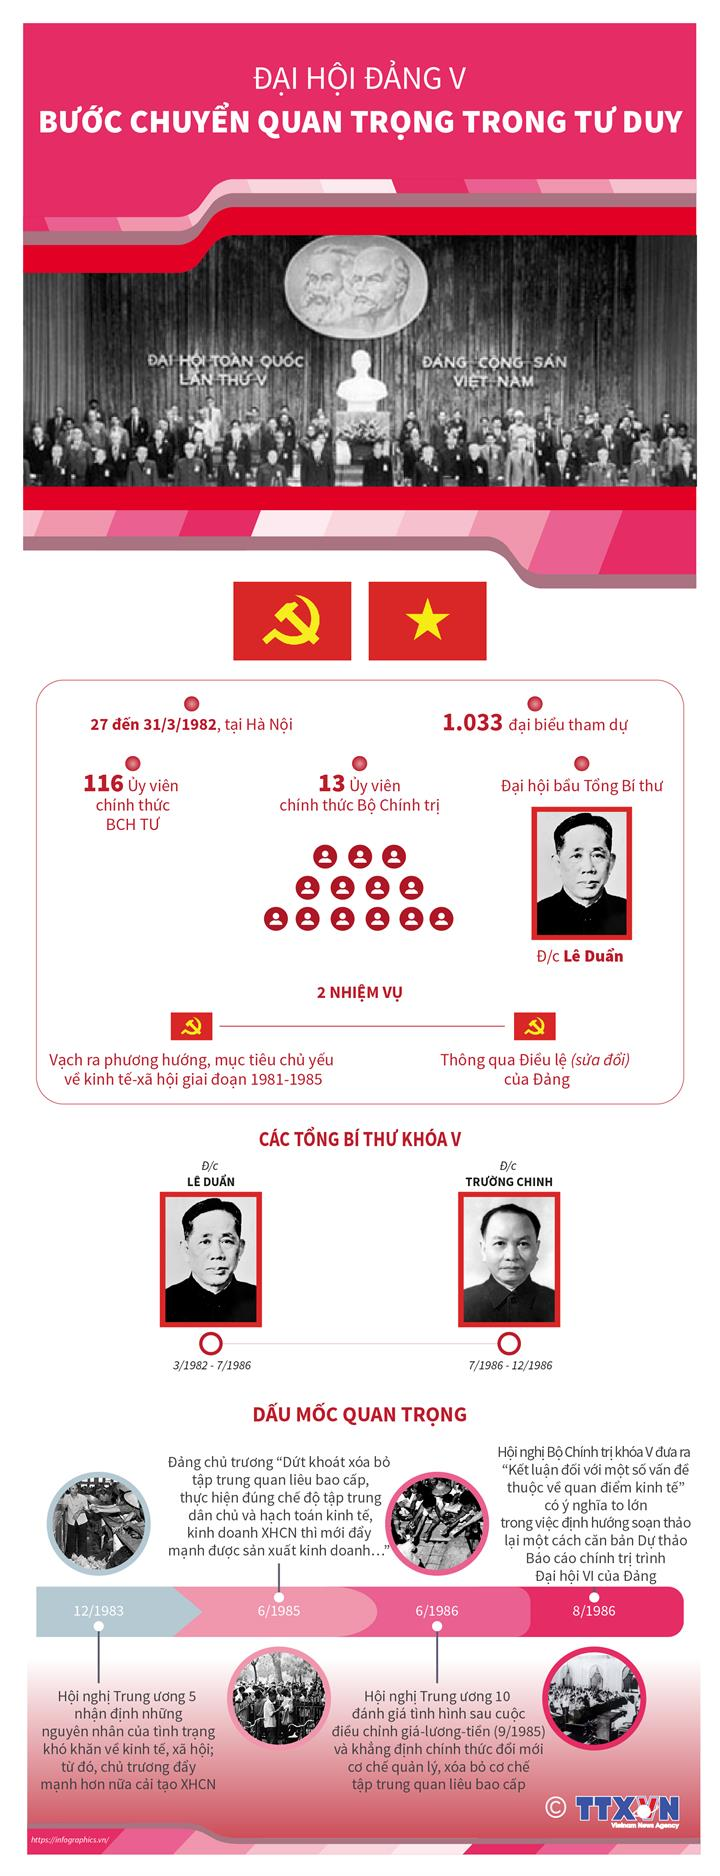 ĐẠI HỘI ĐẢNG V
BƯỚC CHUYỂN QUAN TRỌNG TRONG TƯ DUY
ĐẠI HỘI TOÀN QUỐC
LẦN THỨ V
ĐẢNG CỘNG SẢN
VIỆT NAM
27 đến 31/3/1982, tại Hà Nội
1.033 đại biểu tham dự
116 Ủy viên
chính thức
BCH TƯ
13 Ủy viên
chính thức Bộ Chính trị
Đại hội bầu Tổng Bí thư
Đ/c Lê Duẩn
2 NHIỆM VỤ
Vạch ra phương hướng, mục tiêu chủ yếu
về kinh tế-xã hội giai đoạn 1981-1985
Thông qua Điều lệ (sửa đổi)
của Đảng
CÁC TỔNG BÍ THƯ KHÓA V
Đ/c
LÊ DUẨN
3/1982 - 7/1986
Đ/c
TRƯỜNG CHINH
7/1986 - 12/1986
DẤU MỐC QUAN TRỌNG
Đảng chủ trương “Dứt khoát xóa bỏ
tập trung quan liêu bao cấp,
thực hiện đúng chế độ tập trung
dân chủ và hạch toán kinh tế,
kinh doanh XHCN thì mới đẩy
mạnh được sản xuất kinh doanh…”
Hội nghị Bộ Chính trị khóa V đưa ra
“Kết luận đối với một số vấn đề
thuộc về quan điểm kinh tế”
có ý nghĩa to lớn
trong việc định hướng soạn thảo
lại một cách căn bản Dự thảo
Báo cáo chính trị trình
Đại hội VI của Đảng
12/1983
6/1985
6/1986
8/1986
Hội nghị Trung ương 5
nhận định những
nguyên nhân của tình trạng
khó khăn về kinh tế, xã hội;
từ đó, chủ trương đẩy
mạnh hơn nữa cải tạo XHCN
Hội nghị Trung ương 10
đánh giá tình hình sau cuộc
điều chỉnh giá-lương-tiền (9/1985)
và khẳng định chính thức đổi mới
cơ chế quản lý, xóa bỏ cơ chế
tập trung quan liêu bao cấp
© TTXVN
Vietnam News Agency
https://infographics.vn/